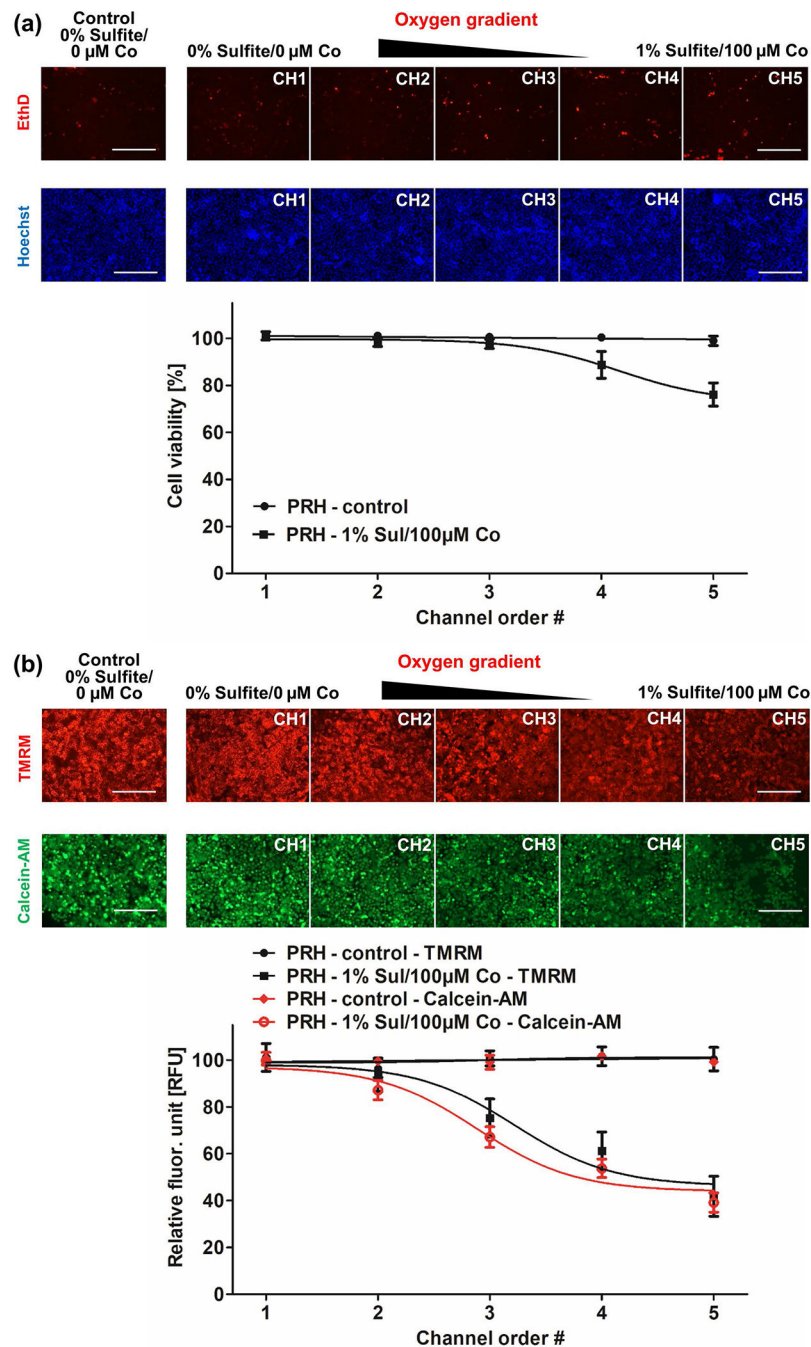 (a)
Control
0% Sulfite/
0 µM Co
Oxygen gradient
0% Sulfite/0 µM Co
1% Sulfite/100 µM Co
EthD
CH1
CH2
CH3
CH4
CH5
Hoechst
CH1
CH2
CH3
CH4
CH5
Cell viability [%]
100
80
60
40
20
0
PRH - control
PRH - 1% Sul/100µM Co
1
2
3
4
5
Channel order #
(b)
Control
0% Sulfite/
0 µM Co
Oxygen gradient
0% Sulfite/0 µM Co
1% Sulfite/100 µM Co
TMRM
CH1
CH2
CH3
CH4
CH5
Calcein-AM
CH1
CH2
CH3
CH4
CH5
PRH - control - TMRM
PRH - 1% Sul/100µM Co - TMRM
PRH - control - Calcein-AM
PRH - 1% Sul/100µM Co - Calcein-AM
Relative fluor. unit [RFU]
100
80
60
40
20
0
1
2
3
4
5
Channel order #